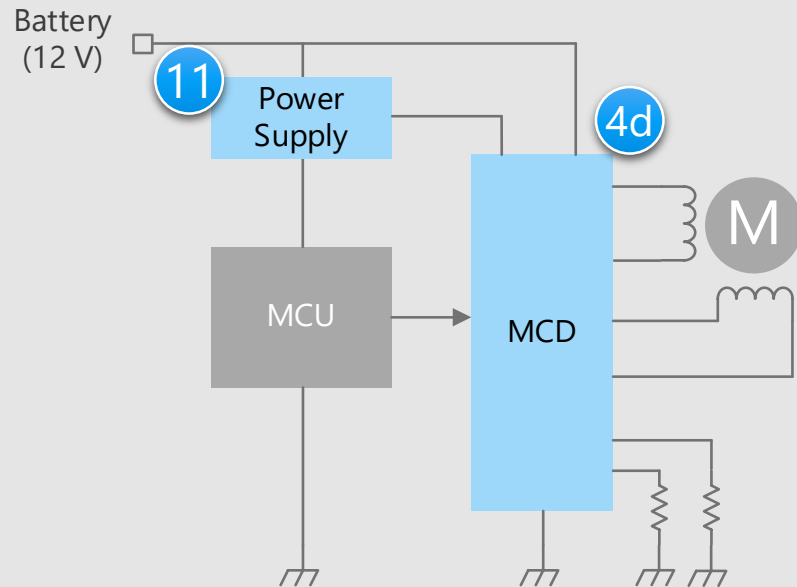 Battery
(12 V)
11
Power
Supply
4d
M
MCU
MCD